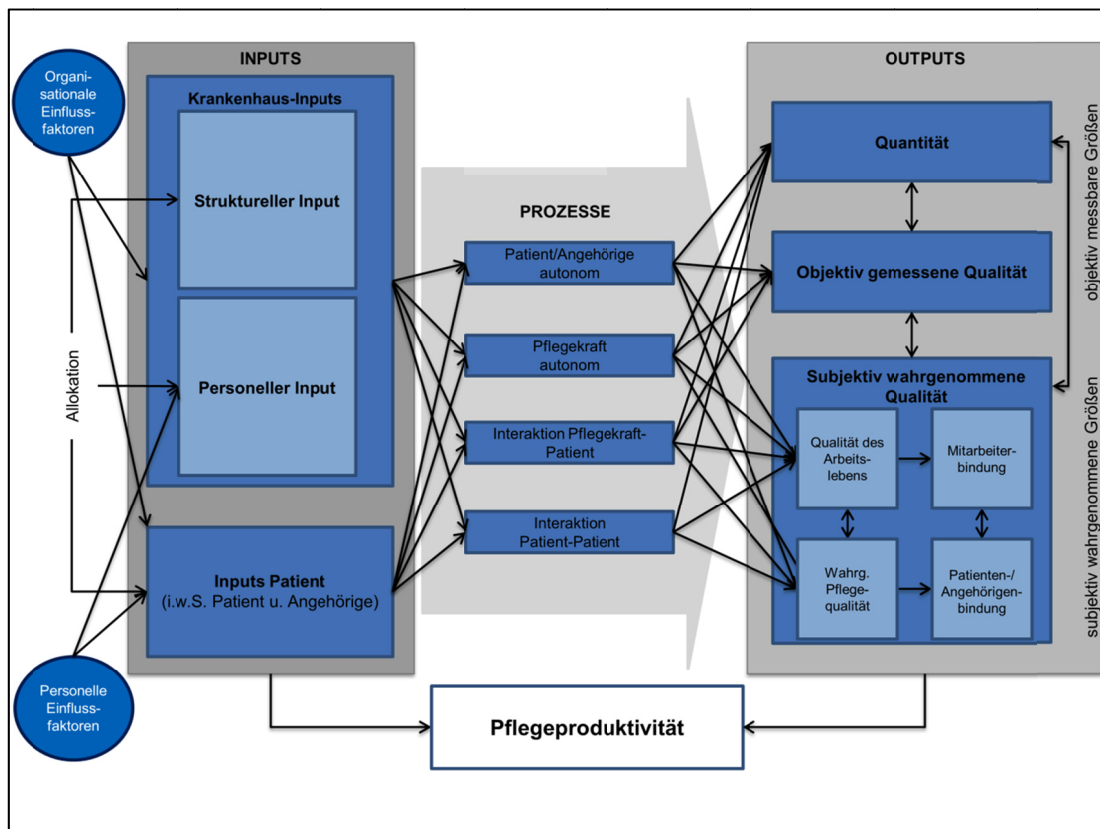 Organi-
sationale
Einfluss-
faktoren
Allokation
Personelle
Einfluss-
faktoren
INPUTS
Krankenhaus-Inputs
Struktureller Input
Personeller Input
Inputs Patient
(i.w.S. Patient u. Angehörige)
PROZESSE
Patient/Angehörige
autonom
Pflegekraft
autonom
Interaktion Pflegekraft-
Patient
Interaktion
Patient-Patient
OUTPUTS
Quantität
Objektiv gemessene Qualität
Subjektiv wahrgenommene
Qualität
Qualität des
Arbeits-
lebens
Mitarbeiter-
bindung
Wahrg.
Pflege-
qualität
Patienten-/
Angehörigen-
bindung
objektiv messbare Größen
subjektiv wahrgenommene Größen
Pflegeproduktivität